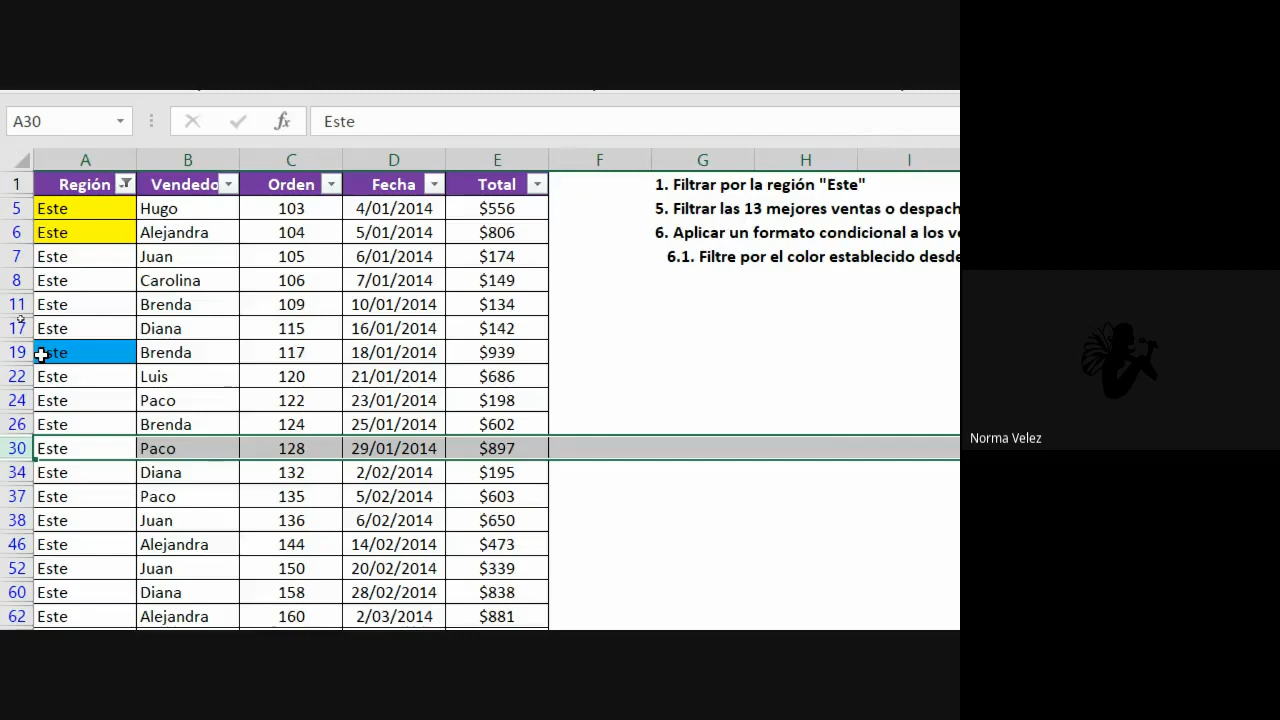 A30
fx
Este
A B C D E F G H I
1 Región Vendedo Orden Fecha Total 1. Filtrar por la región "Este"
5 Este Hugo 103 4/01/2014 $556 5. Filtrar las 13 mejores ventas o despach
6 Este Alejandra 104 5/01/2014 $806 6. Aplicar un formato condicional a los ve
7 Este Juan 105 6/01/2014 $174 6.1. Filtre por el color establecido desde
8 Este Carolina 106 7/01/2014 $149
11 Este Brenda 109 10/01/2014 $134
17 Este Diana 115 16/01/2014 $142
19 Este Brenda 117 18/01/2014 $939
22 Este Luis 120 21/01/2014 $686
24 Este Paco 122 23/01/2014 $198
26 Este Brenda 124 25/01/2014 $602
30 Este Paco 128 29/01/2014 $897
34 Este Diana 132 2/02/2014 $195
37 Este Paco 135 5/02/2014 $603
38 Este Juan 136 6/02/2014 $650
46 Este Alejandra 144 14/02/2014 $473
52 Este Juan 150 20/02/2014 $339
60 Este Diana 158 28/02/2014 $838
62 Este Alejandra 160 2/03/2014 $881
Norma Velez